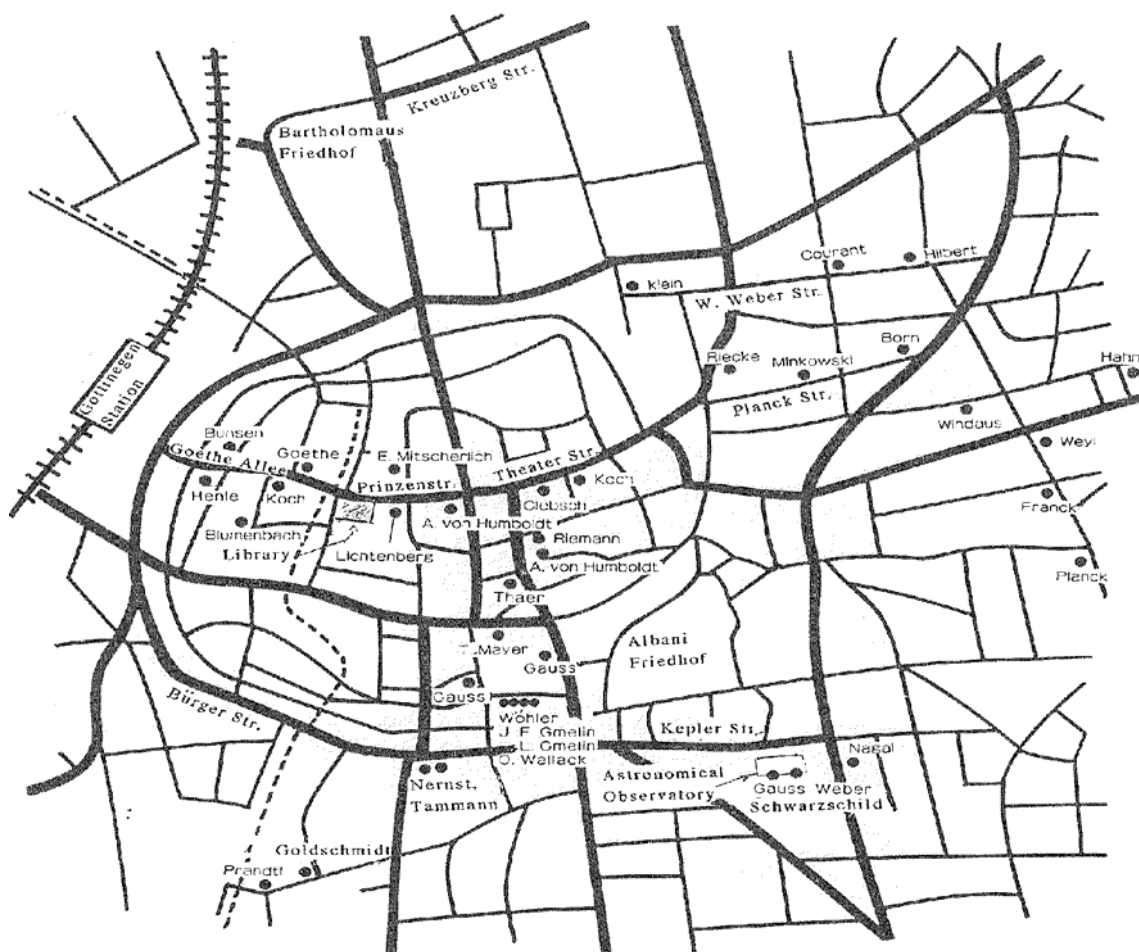 Kreuzberg Str.
Bartholomaus
Friedhof
Courant
Hilbert
klein
W. Weber Str.
Gottinegen
Station
Riecke
Minkowski
Born
Hahn
Planck Str.
Windaus
Weyl
Bunsen
Goethe Allee
Goethe
E. Mitscherlich
Theater Str.
Prinzenstr.
Henle
Koch
Koch
Clebsch
A. von Humboldt
Franck
Blumenbach
Library
Lichtenberg
Riemann
A. von Humboldt
Planck
Thaer
T.Mayer
Gauss
Albani
Friedhof
Gauss
Bürger Str.
Wöhler
J. F. Gmelin
L. Gmelin
O. Wallack
Kepler Str.
Nagal
Nernst,
Tammann
Astronomical
Observatory
Gauss Weber
Schwarzschild
Goldschmidt
Prandtl